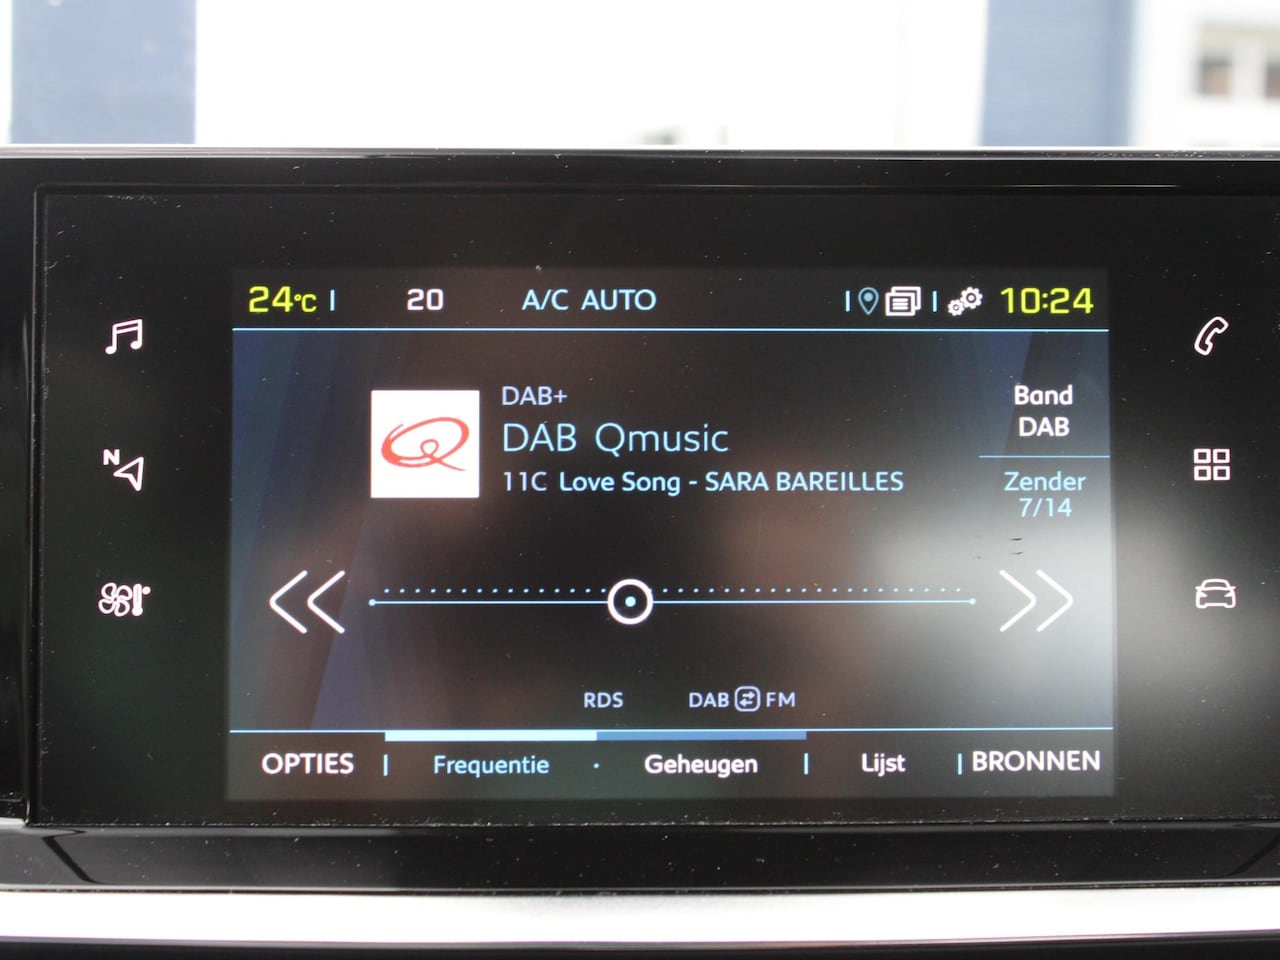 24°C 20 A/C AUTO 10:24
DAB+
DAB Qmusic
11C Love Song - SARA BAREILLES
Band
DAB
Zender
7/14
N
RDS DAB FM
OPTIES Frequentie · Geheugen Lijst BRONNEN